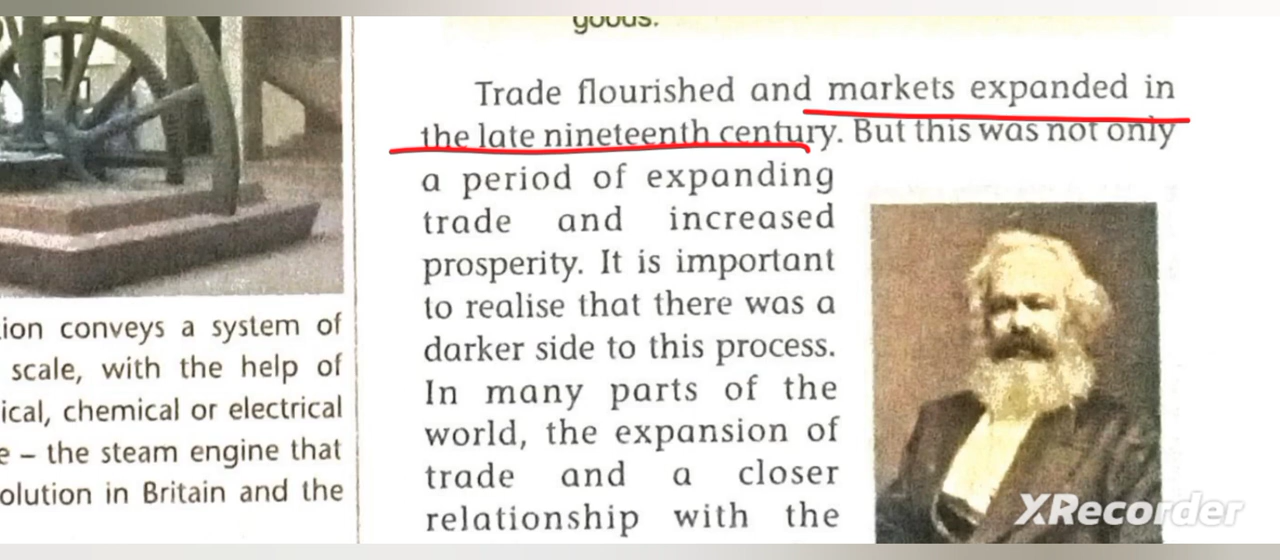 goods.
Trade flourished and markets expanded in
the late nineteenth century. But this was not only
a period of expanding
trade and increased
prosperity. It is important
to realise that there was a
darker side to this process.
In many parts of the
world, the expansion of
trade and a closer
relationship with the
ion conveys a system of
scale, with the help of
ical, chemical or electrical
e – the steam engine that
olution in Britain and the
XRecorder